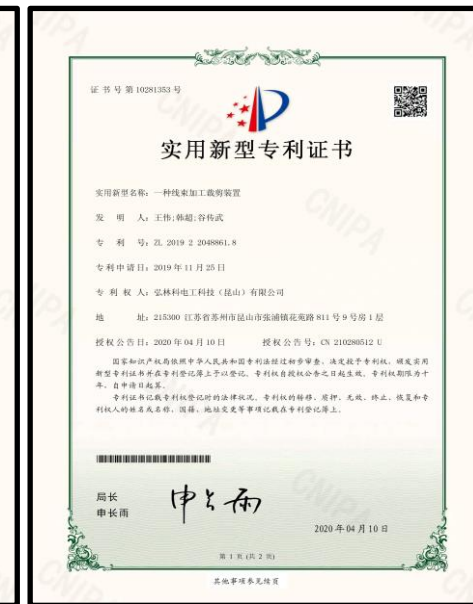 证书号第10281353号
实用新型专利证书
实用新型名称：一种线束加工裁剪装置
发 明 人：王伟;韩超;谷传武
专 利 号：ZL 2019 2 2048861.8
专利申请日：2019年11月25日
专 利 权 人：弘林科电工科技（昆山）有限公司
地 址：215300 江苏省苏州市昆山市张浦镇花苑路811号9号房1层
授权公告日：2020年04月10日 授权公告号：CN 210280512 U
国家知识产权局依照中华人民共和国专利法经过初步审查，决定授予专利权，颁发实用
新型专利证书并在专利登记簿上予以登记。专利权自授权公告之日起生效。专利权期限为十
年，自申请日起算。
专利证书记载专利权登记时的法律状况。专利权的转移、质押、无效、终止、恢复和专
利权人的姓名或名称、国籍、地址变更等事项记载在专利登记簿上。
局长
申长雨
申长雨
2020年04月10日
第 1 页 (共 2 页)
其他事项参见续页
CNIPA
CNIPA
CNIPA